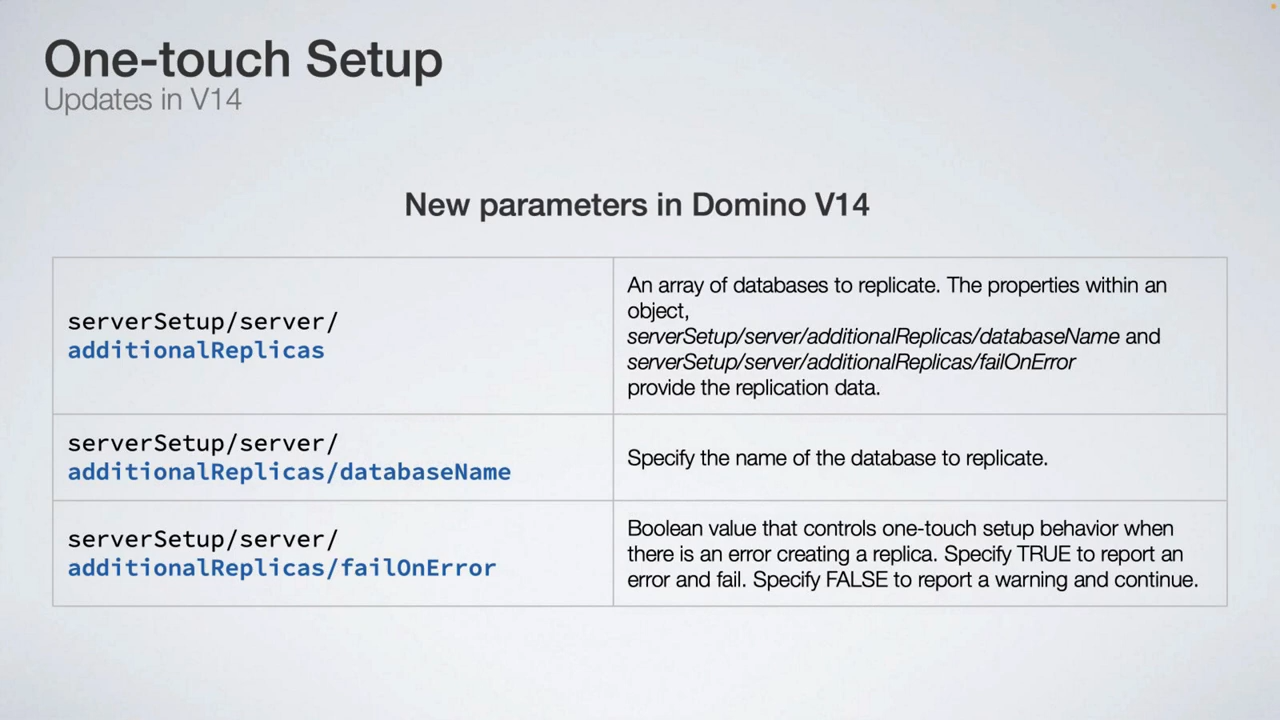 One-touch Setup
Updates in V14
New parameters in Domino V14
serverSetup/server/
additionalReplicas
An array of databases to replicate. The properties within an
object,
serverSetup/server/additionalReplicas/databaseName and
serverSetup/server/additionalReplicas/failOnError
provide the replication data.
serverSetup/server/
additionalReplicas/databaseName
Specify the name of the database to replicate.
serverSetup/server/
additionalReplicas/failOnError
Boolean value that controls one-touch setup behavior when
there is an error creating a replica. Specify TRUE to report an
error and fail. Specify FALSE to report a warning and continue.